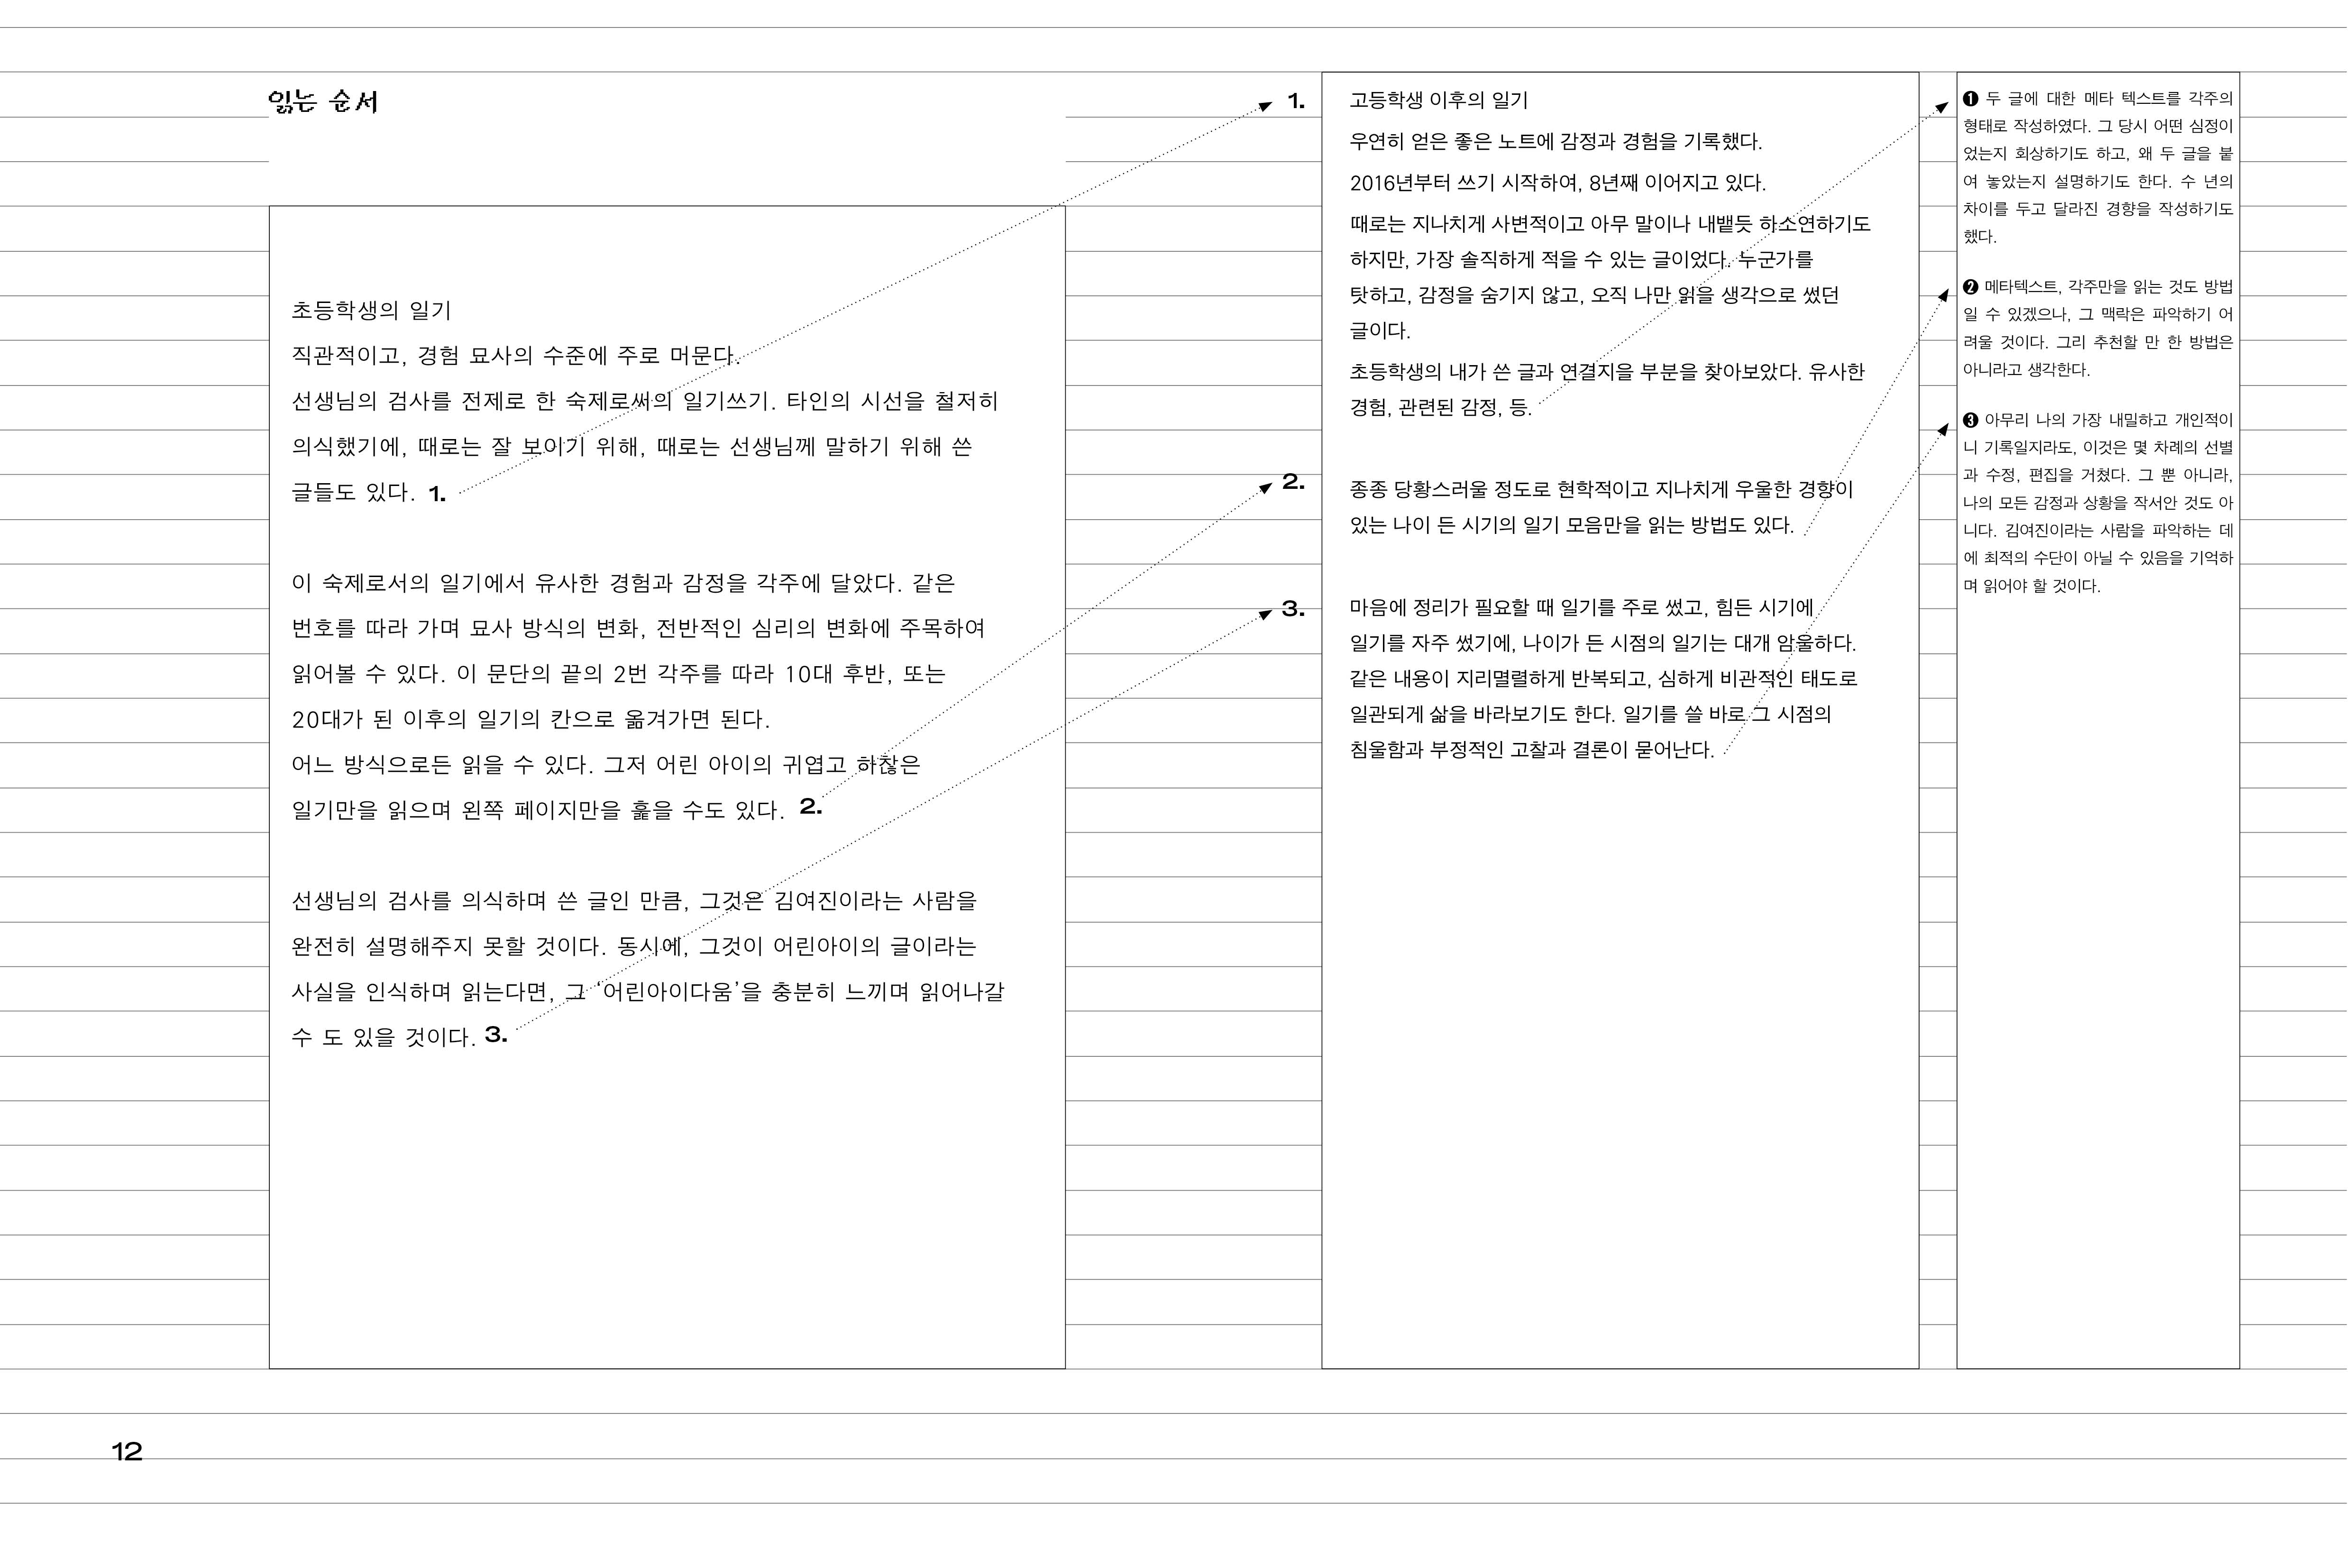 읽는 순서
초등학생의 일기
직관적이고, 경험 묘사의 수준에 주로 머문다.
선생님의 검사를 전제로 한 숙제로써의 일기쓰기. 타인의 시선을 철저히
의식했기에, 때로는 잘 보이기 위해, 때로는 선생님께 말하기 위해 쓴
글들도 있다. 1.
이 숙제로서의 일기에서 유사한 경험과 감정을 각주에 달았다. 같은
번호를 따라 가며 묘사 방식의 변화, 전반적인 심리의 변화에 주목하여
읽어볼 수 있다. 이 문단의 끝의 2번 각주를 따라 10대 후반, 또는
20대가 된 이후의 일기의 칸으로 옮겨가면 된다.
어느 방식으로든 읽을 수 있다. 그저 어린 아이의 귀엽고 하찮은
일기만을 읽으며 왼쪽 페이지만을 훑을 수도 있다. 2.
선생님의 검사를 의식하며 쓴 글인 만큼, 그것은 김여진이라는 사람을
완전히 설명해주지 못할 것이다. 동시에, 그것이 어린아이의 글이라는
사실을 인식하며 읽는다면, 그 ‘어린아이다움’을 충분히 느끼며 읽어나갈
수 도 있을 것이다. 3.
1. 고등학생 이후의 일기
우연히 얻은 좋은 노트에 감정과 경험을 기록했다.
2016년부터 쓰기 시작하여, 8년째 이어지고 있다.
때로는 지나치게 사변적이고 아무 말이나 내뱉듯 하소연하기도
하지만, 가장 솔직하게 적을 수 있는 글이었다. 누군가를
탓하고, 감정을 숨기지 않고, 오직 나만 읽을 생각으로 썼던
글이다.
초등학생의 내가 쓴 글과 연결지을 부분을 찾아보았다. 유사한
경험, 관련된 감정, 등.
2. 종종 당황스러울 정도로 현학적이고 지나치게 우울한 경향이
있는 나이 든 시기의 일기 모음만을 읽는 방법도 있다.
3. 마음에 정리가 필요할 때 일기를 주로 썼고, 힘든 시기에
일기를 자주 썼기에, 나이가 든 시점의 일기는 대개 암울하다.
같은 내용이 지리멸렬하게 반복되고, 심하게 비관적인 태도로
일관되게 삶을 바라보기도 한다. 일기를 쓸 바로 그 시점의
침울함과 부정적인 고찰과 결론이 묻어난다.
❶ 두 글에 대한 메타 텍스트를 각주의
형태로 작성하였다. 그 당시 어떤 심정이
었는지 회상하기도 하고, 왜 두 글을 붙
여 놓았는지 설명하기도 한다. 수 년의
차이를 두고 달라진 경향을 작성하기도
했다.
❷ 메타텍스트, 각주만을 읽는 것도 방법
일 수 있겠으나, 그 맥락은 파악하기 어
려울 것이다. 그리 추천할 만 한 방법은
아니라고 생각한다.
❸ 아무리 나의 가장 내밀하고 개인적이
니 기록일지라도, 이것은 몇 차례의 선별
과 수정, 편집을 거쳤다. 그 뿐 아니라,
나의 모든 감정과 상황을 작서안 것도 아
니다. 김여진이라는 사람을 파악하는 데
에 최적의 수단이 아닐 수 있음을 기억하
며 읽어야 할 것이다.
12